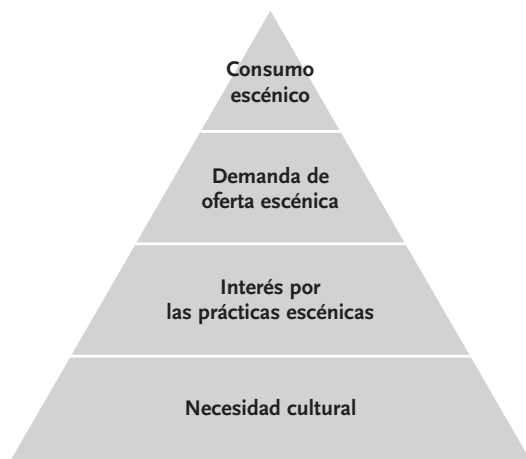 Consumo
escénico
Demanda de
oferta escénica
Interés por
las prácticas escénicas
Necesidad cultural